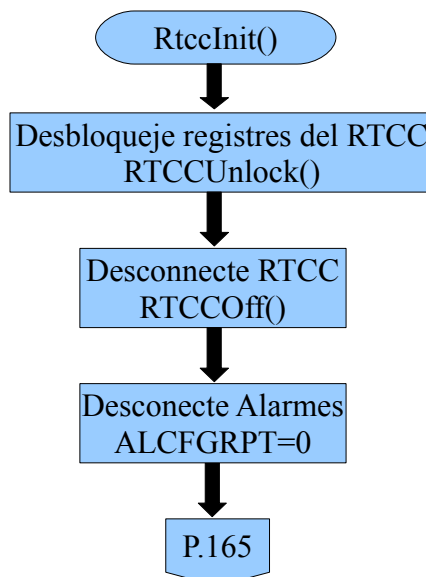 RtccInit()
Desbloqueje registres del RTCC
RTCCUnlock()
Desconnecte RTCC
RTCCOff()
Desconecte Alarmes
ALCFGRPT=0
P.165